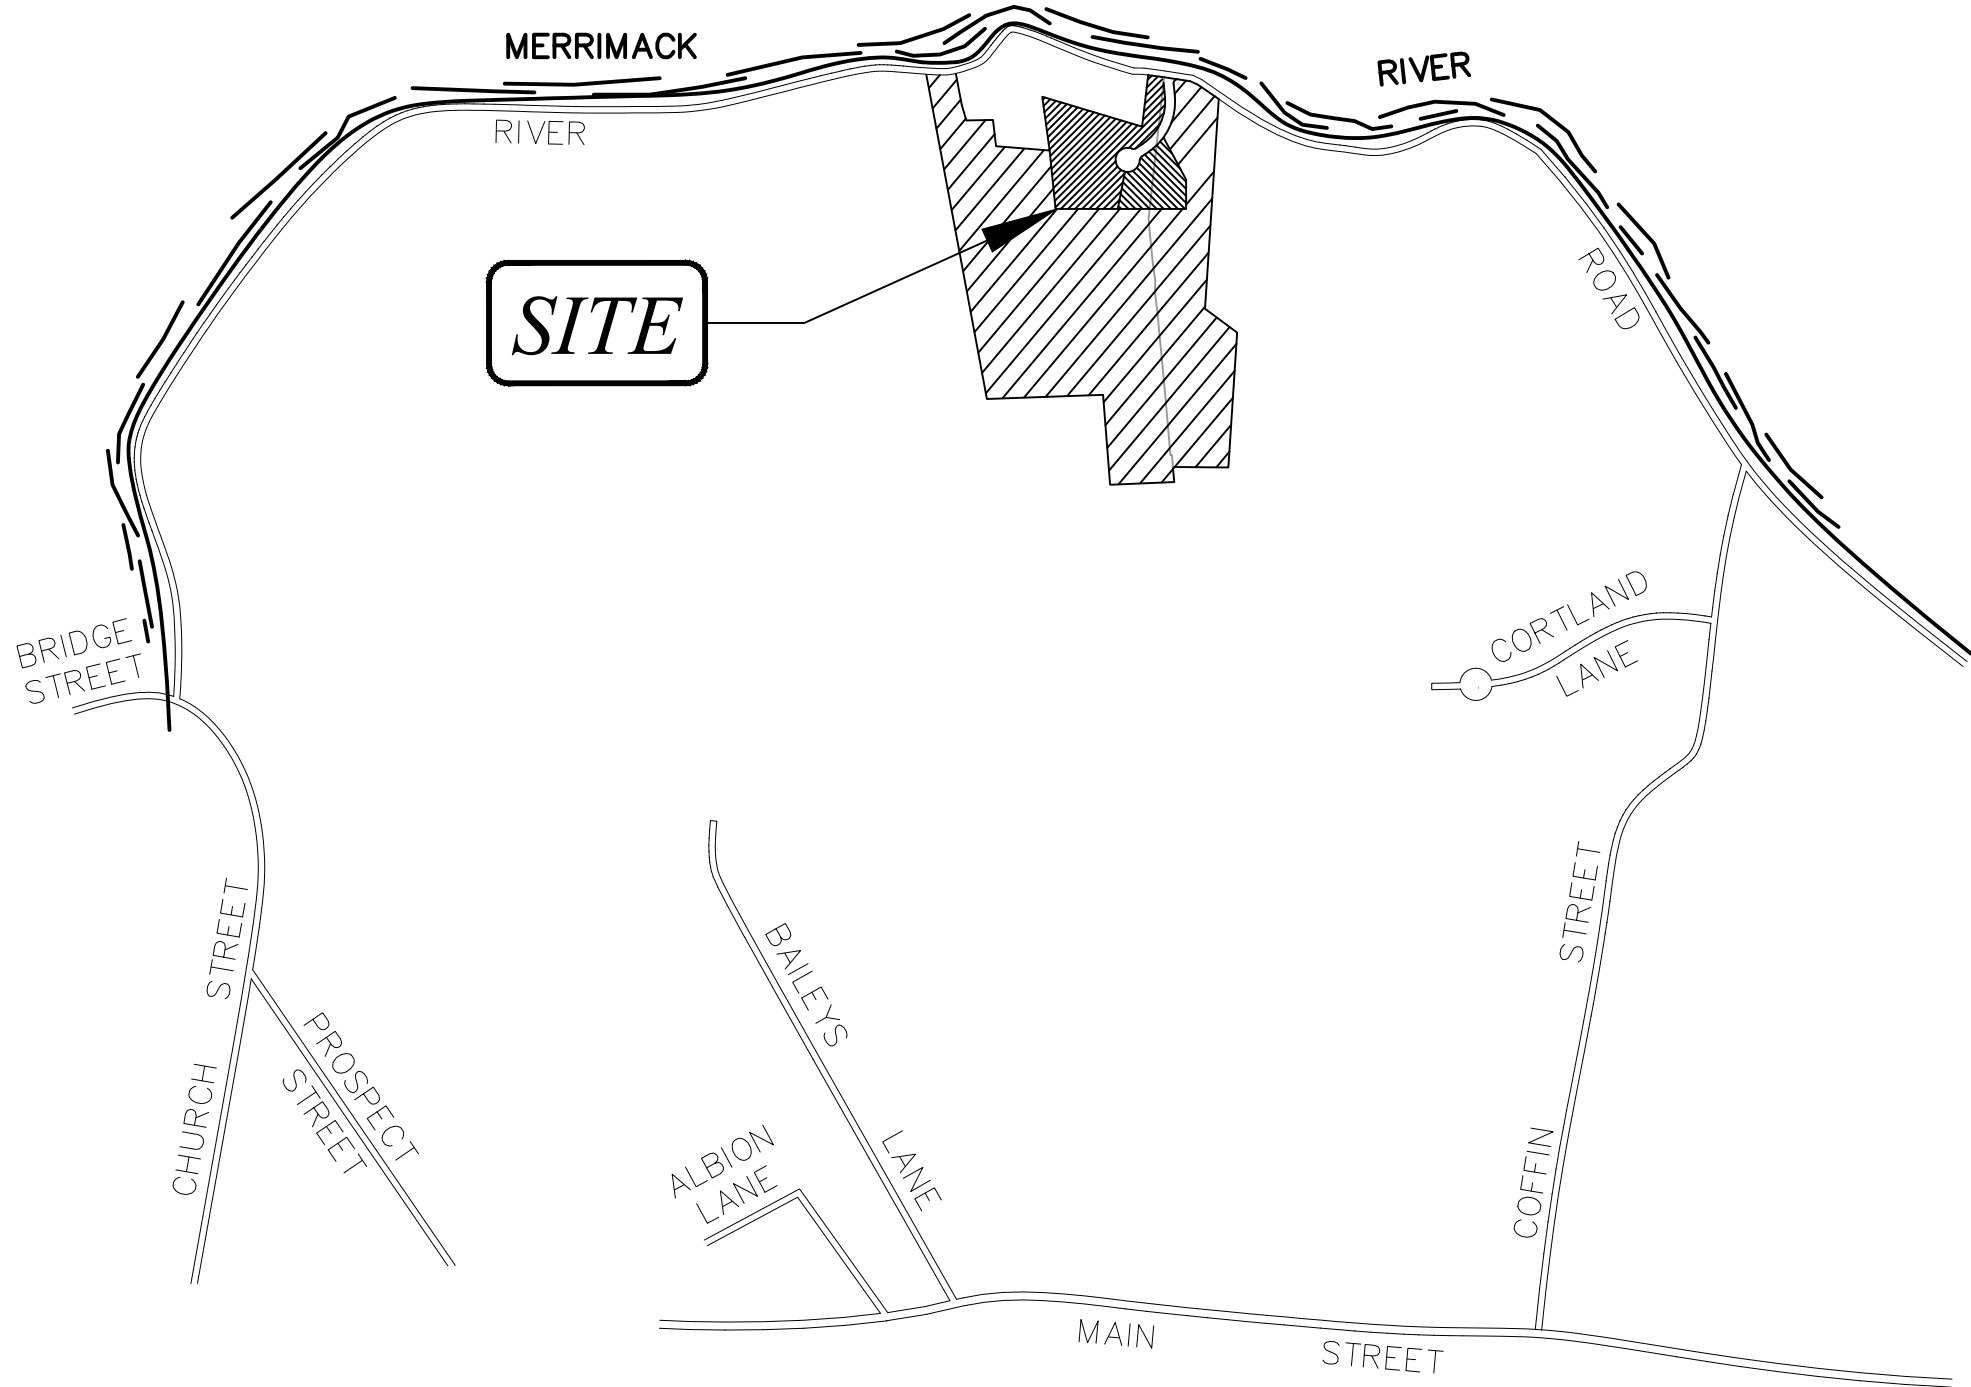 MERRIMACK
RIVER
RIVER
ROAD
SITE
BRIDGE
STREET
CORTLAND
LANE
STREET
COFFIN
STREET
CHURCH
PROSPECT
STREET
BAILEYS
LANE
ALBION
LANE
MAIN
STREET